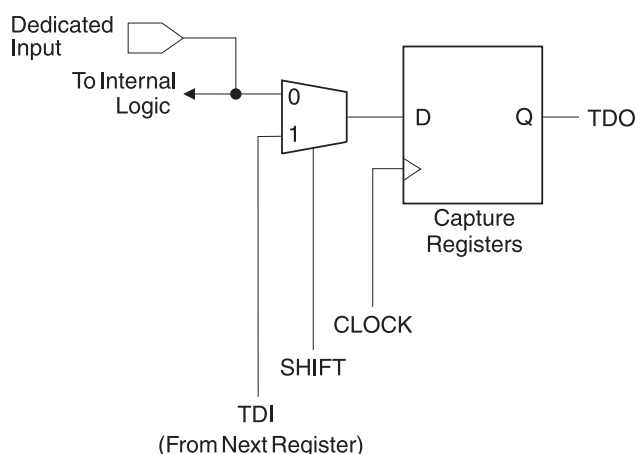 Dedicated
Input
To Internal
Logic
0
1
D
Q
TDO
Capture
Registers
CLOCK
SHIFT
TDI
(From Next Register)